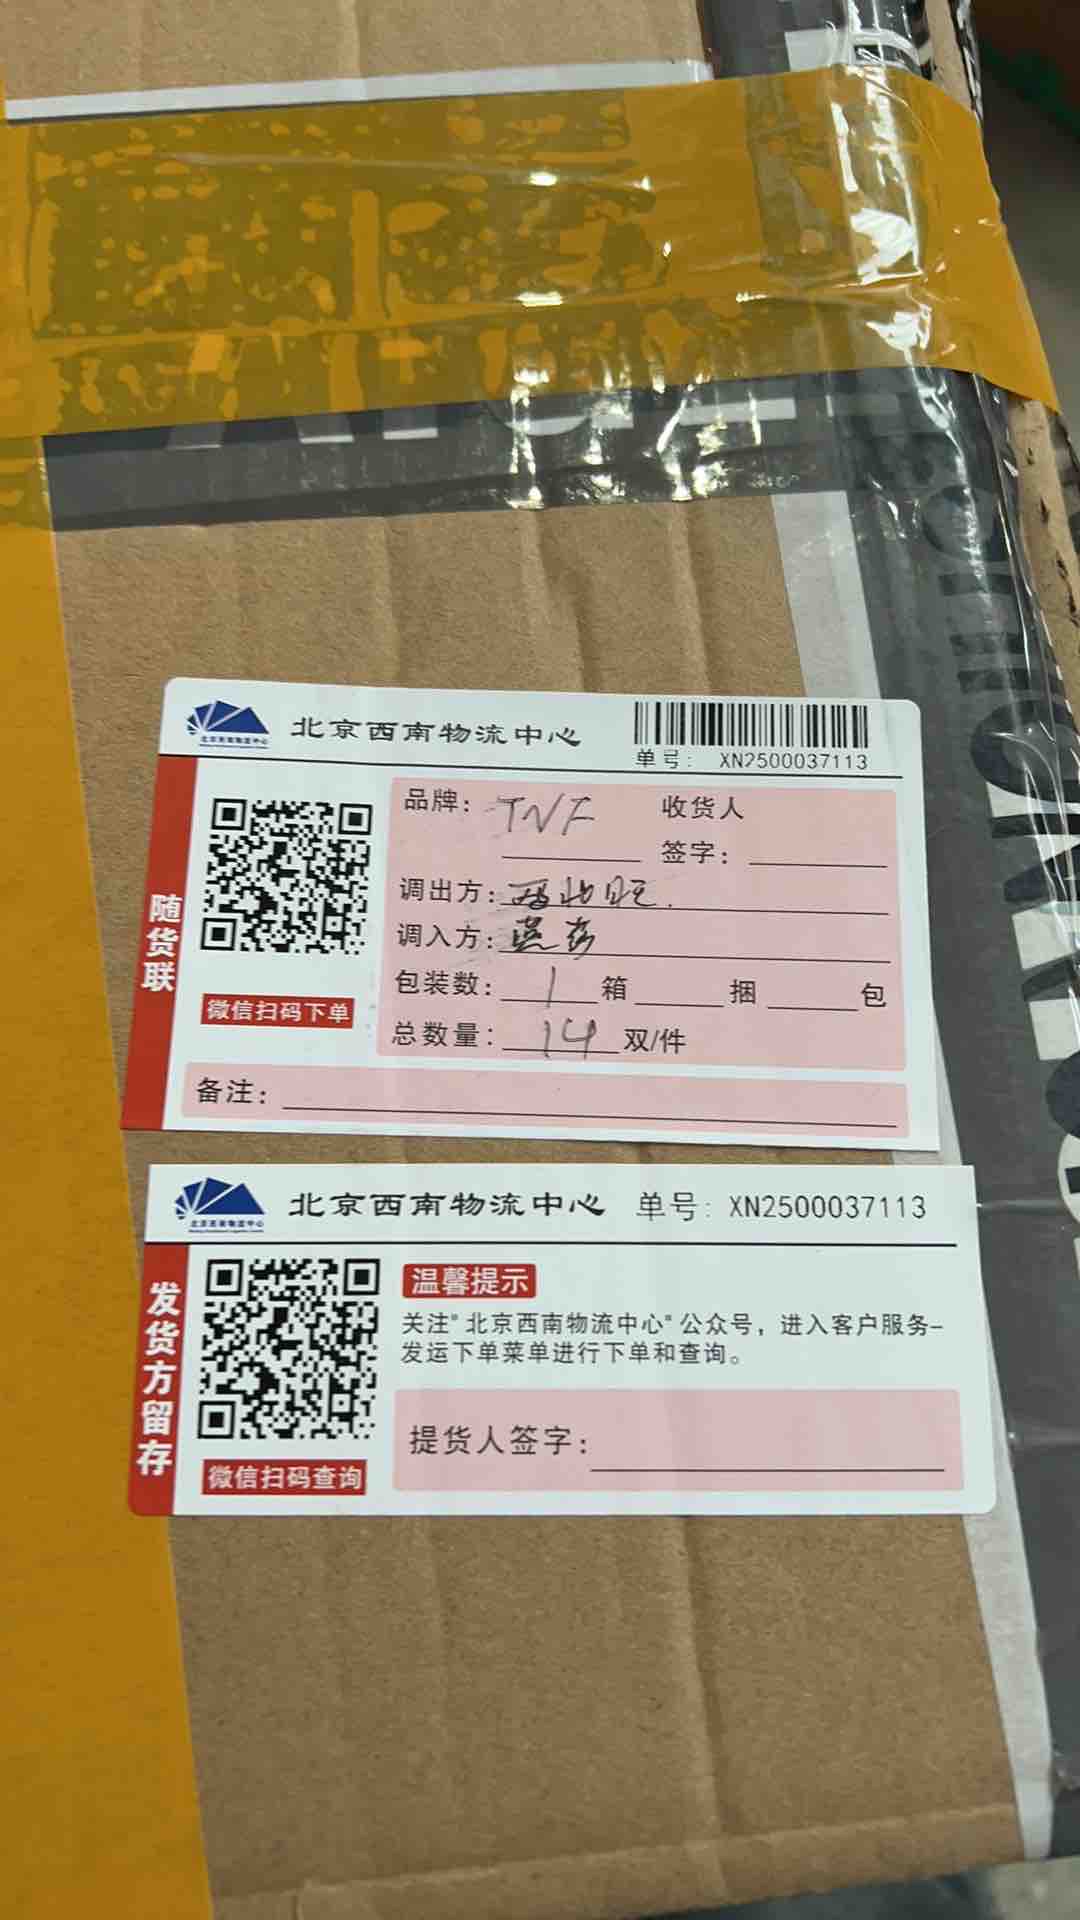 北京西南物流中心
单号: XN2500037113
品牌: TNF 收货人
签字:
调出方: 西北旺.
调入方: 燕莎
包装数: 1 箱 捆 包
总数量: 14 双/件
备注:
随货联
微信扫码下单
北京西南物流中心 单号: XN2500037113
发货方留存
温馨提示
关注"北京西南物流中心"公众号，进入客户服务-
发运下单菜单进行下单和查询。
提货人签字:
微信扫码查询